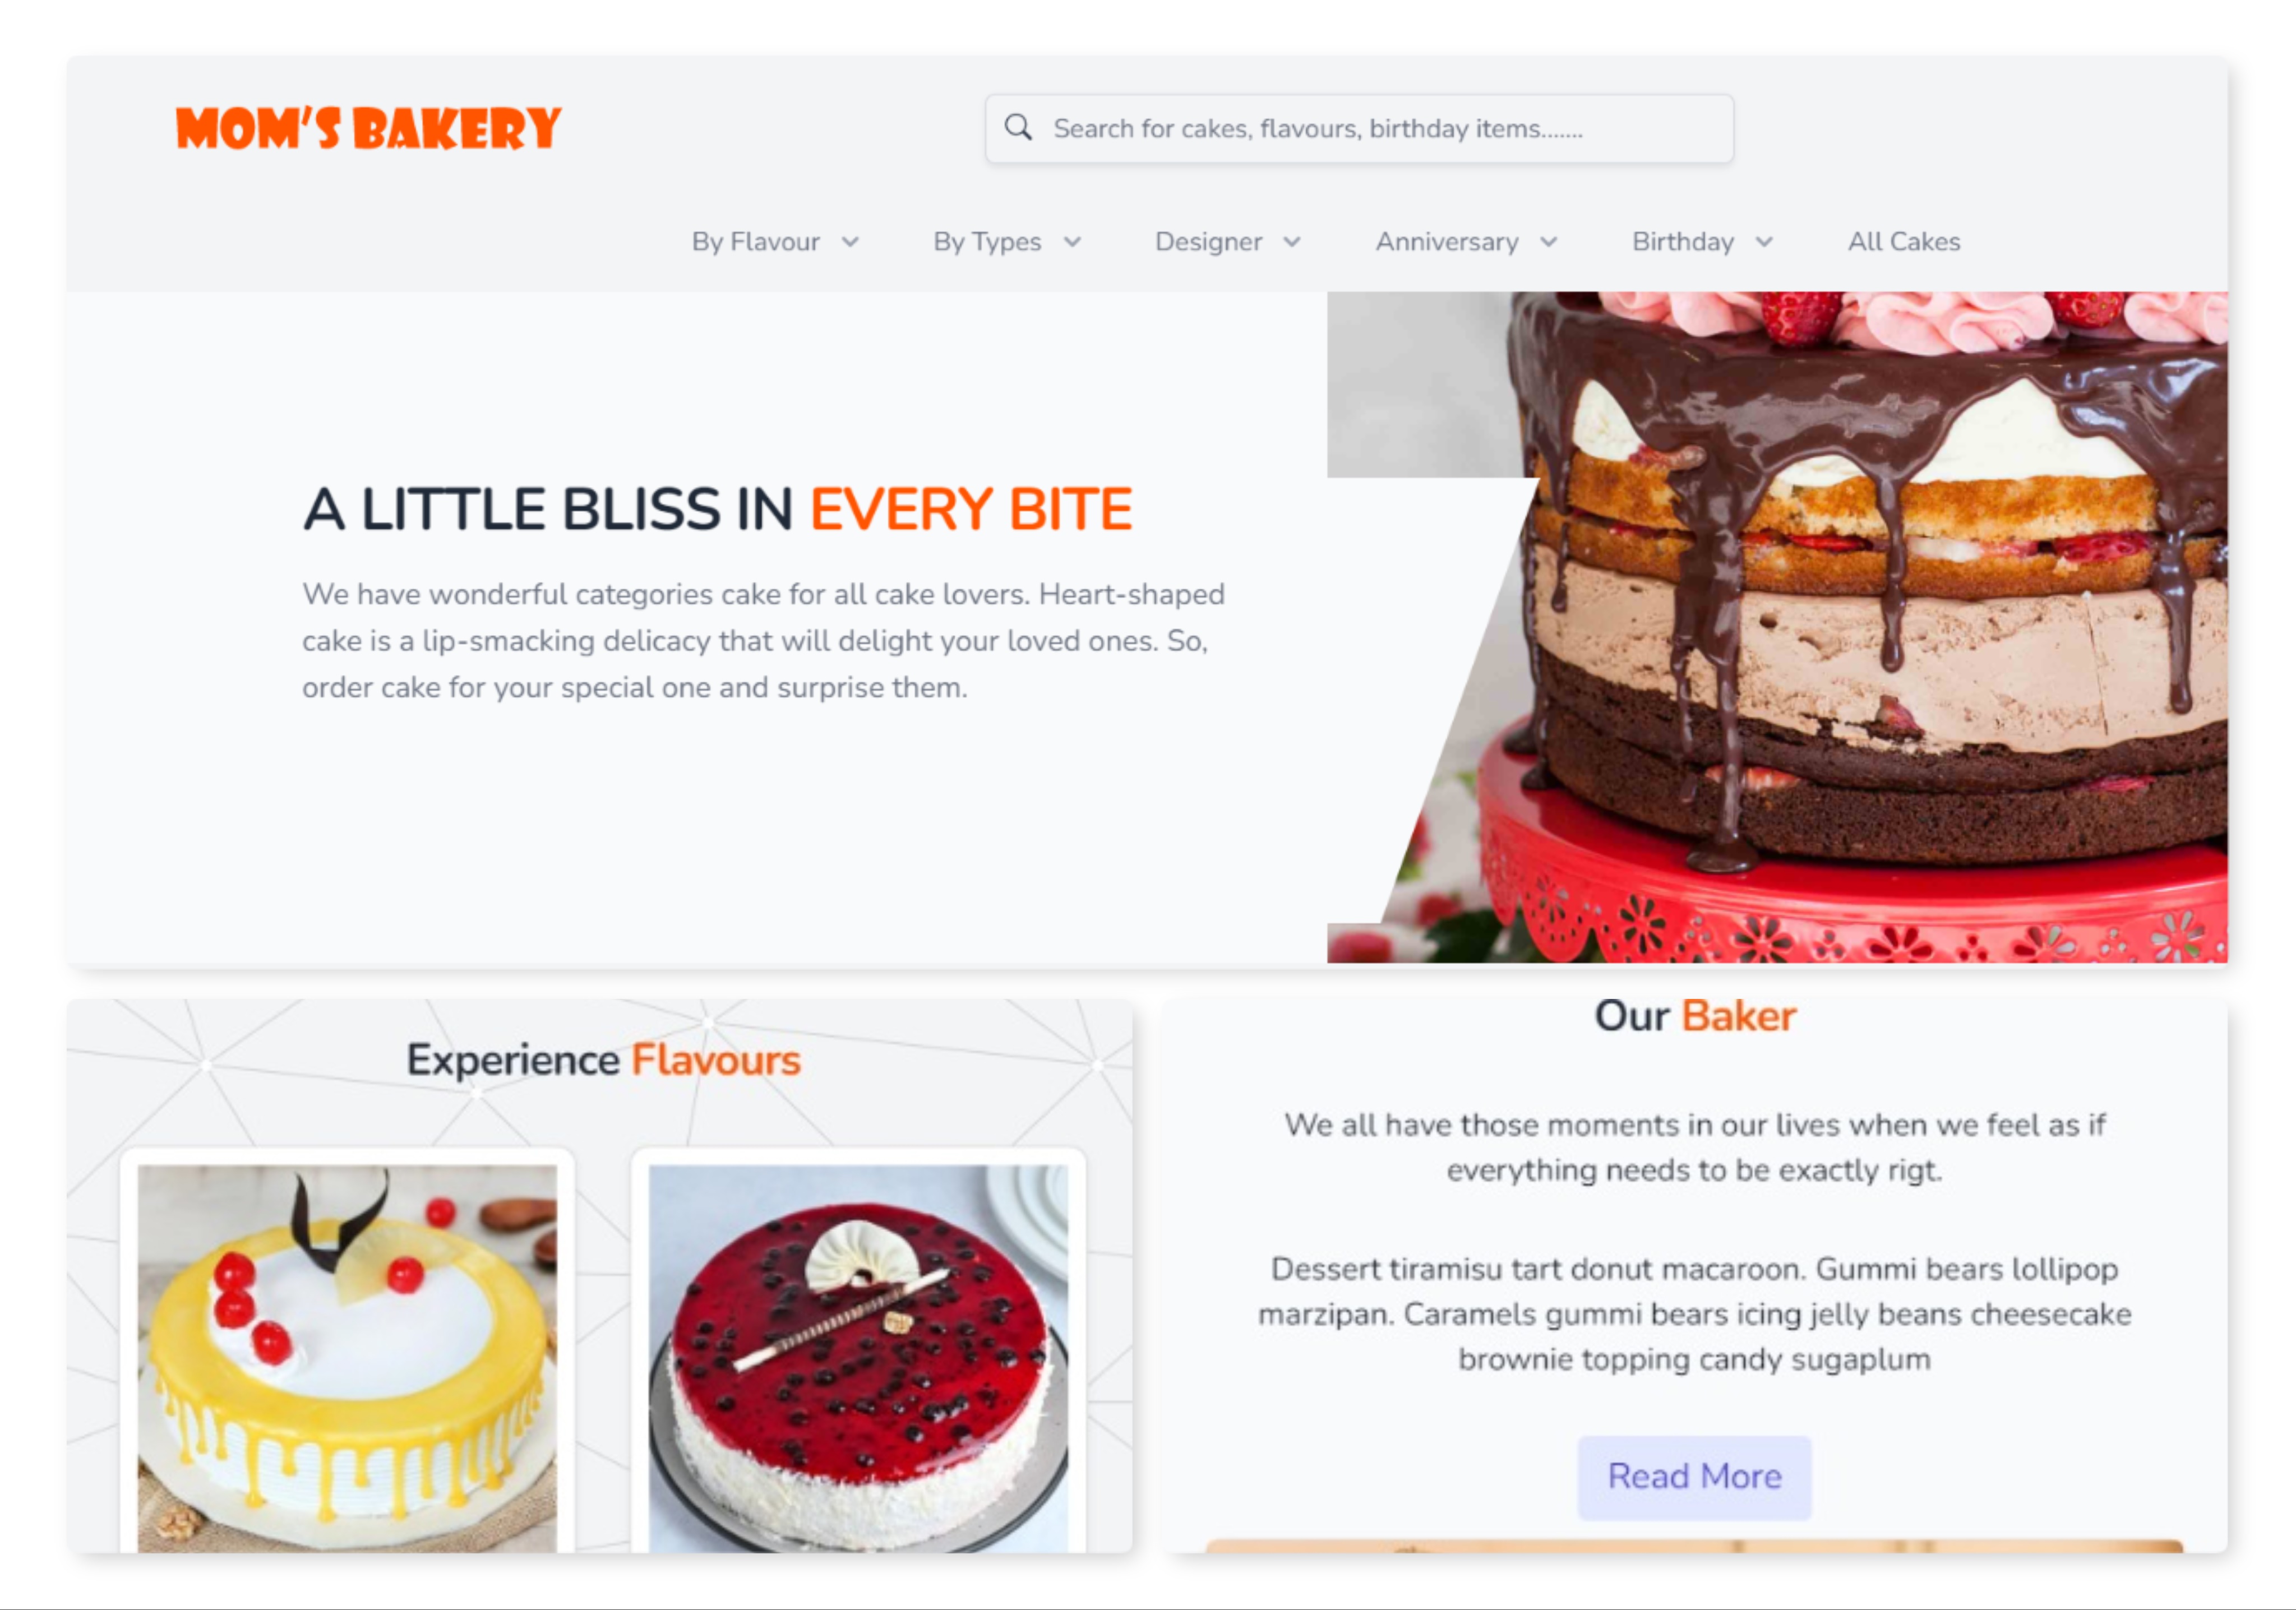 MOM'S BAKERY
Search for cakes, flavours, birthday items.......
By Flavour By Types Designer Anniversary Birthday All Cakes
A LITTLE BLISS IN EVERY BITE
We have wonderful categories cake for all cake lovers. Heart-shaped
cake is a lip-smacking delicacy that will delight your loved ones. So,
order cake for your special one and surprise them.
Experience Flavours
Our Baker
We all have those moments in our lives when we feel as if
everything needs to be exactly rigt.
Dessert tiramisu tart donut macaroon. Gummi bears lollipop
marzipan. Caramels gummi bears icing jelly beans cheesecake
brownie topping candy sugaplum
Read More